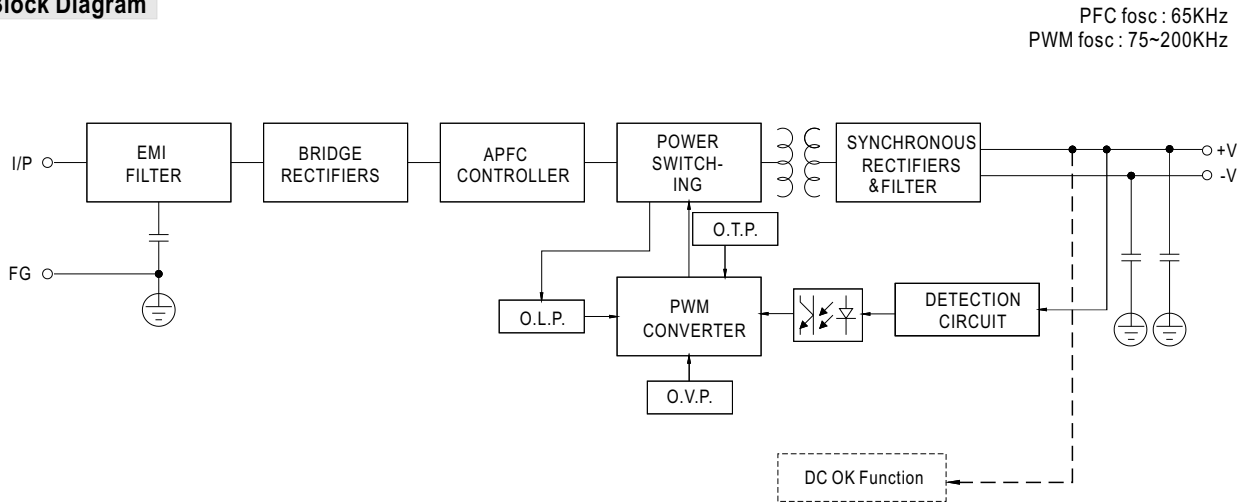 Block Diagram
PFC fosc : 65KHz
PWM fosc : 75~200KHz
I/P
EMI
FILTER
BRIDGE
RECTIFIERS
APFC
CONTROLLER
POWER
SWITCH-
ING
SYNCHRONOUS
RECTIFIERS
&FILTER
+V
-V
O.T.P.
FG
O.L.P.
PWM
CONVERTER
DETECTION
CIRCUIT
O.V.P.
DC OK Function